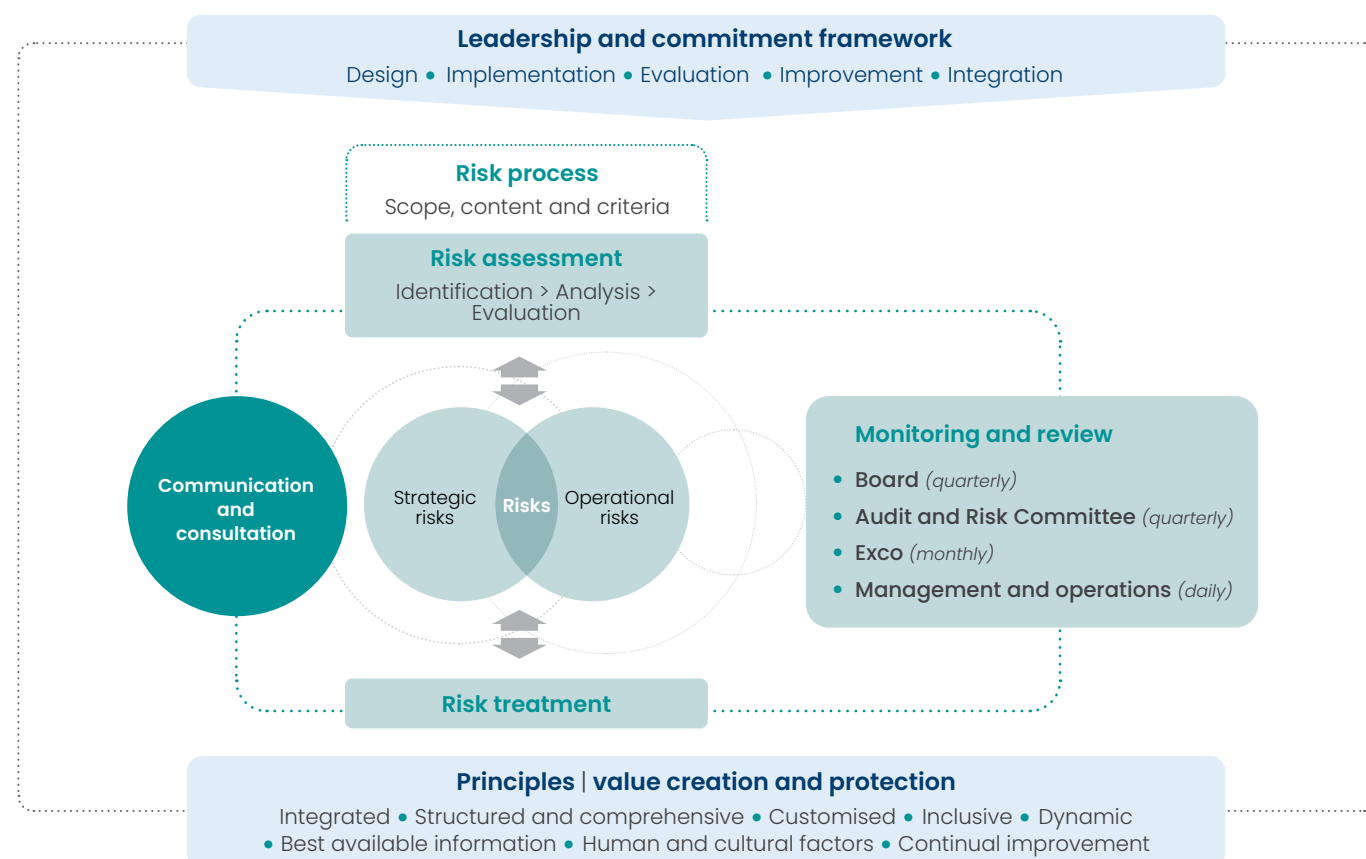 Leadership and commitment framework
Design • Implementation • Evaluation • Improvement • Integration
Risk process
Scope, content and criteria
Risk assessment
Identification > Analysis >
Evaluation
Communication
and
consultation
Strategic
risks
Risks
Operational
risks
Monitoring and review
• Board (quarterly)
• Audit and Risk Committee (quarterly)
• Exco (monthly)
• Management and operations (daily)
Risk treatment
Principles | value creation and protection
Integrated • Structured and comprehensive • Customised • Inclusive • Dynamic
• Best available information • Human and cultural factors • Continual improvement